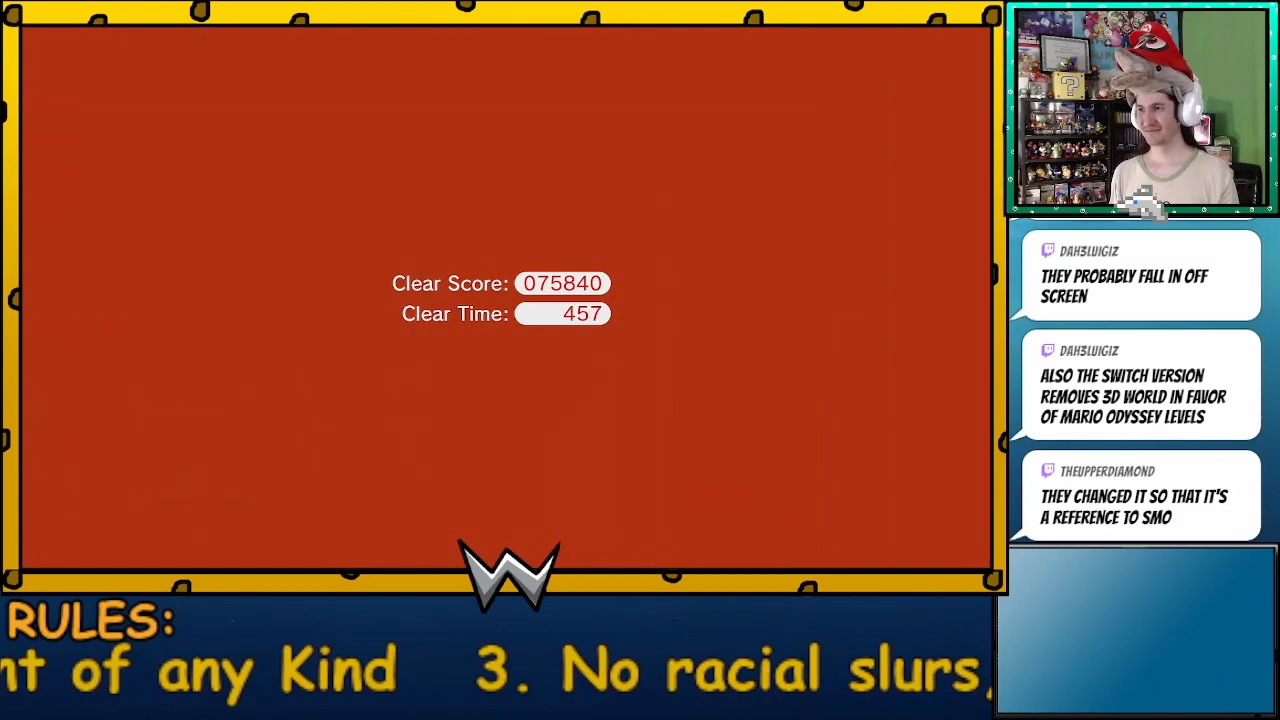 Clear Score: 075840
Clear Time: 457
DAH3LUIGIZ
THEY PROBABLY FALL IN OFF
SCREEN
DAH3LUIGIZ
ALSO THE SWITCH VERSION
REMOVES 3D WORLD IN FAVOR
OF MARIO ODYSSEY LEVELS
THEUPPERDIAMOND
THEY CHANGED IT SO THAT IT'S
A REFERENCE TO SMO
RULES:
nt of any Kind 3. No racial slurs,